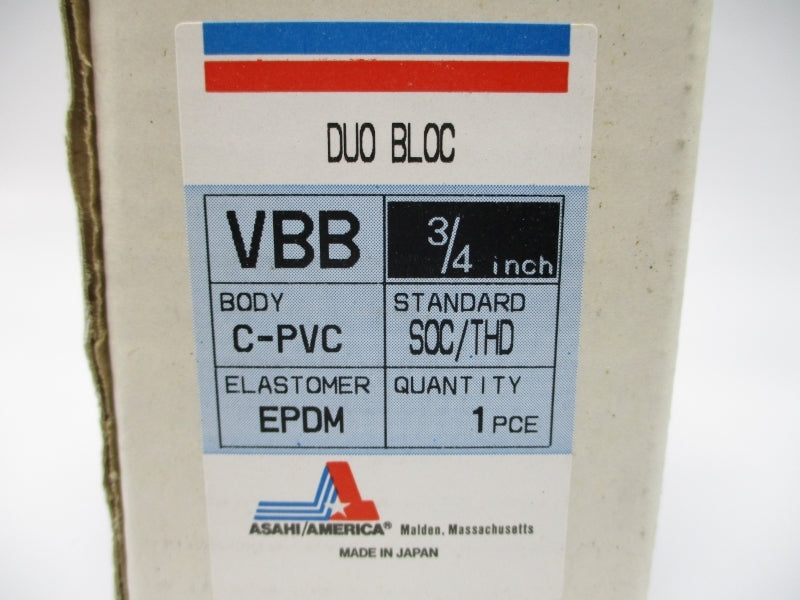 DUO BLOC
VBB 3/4 inch
BODY STANDARD
C-PVC SOC/THD
ELASTOMER QUANTITY
EPDM 1 PCE
ASAHI/AMERICA® Malden, Massachusetts
MADE IN JAPAN